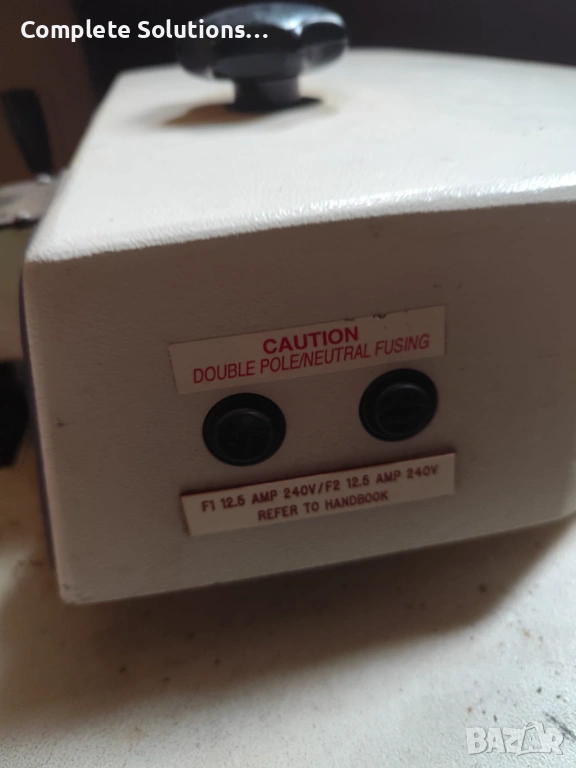 Complete Solutions...
CAUTION
DOUBLE POLE/NEUTRAL FUSING
F1 12.5 AMP 240V/F2 12.5 AMP 240V
REFER TO HANDBOOK
BAZAR